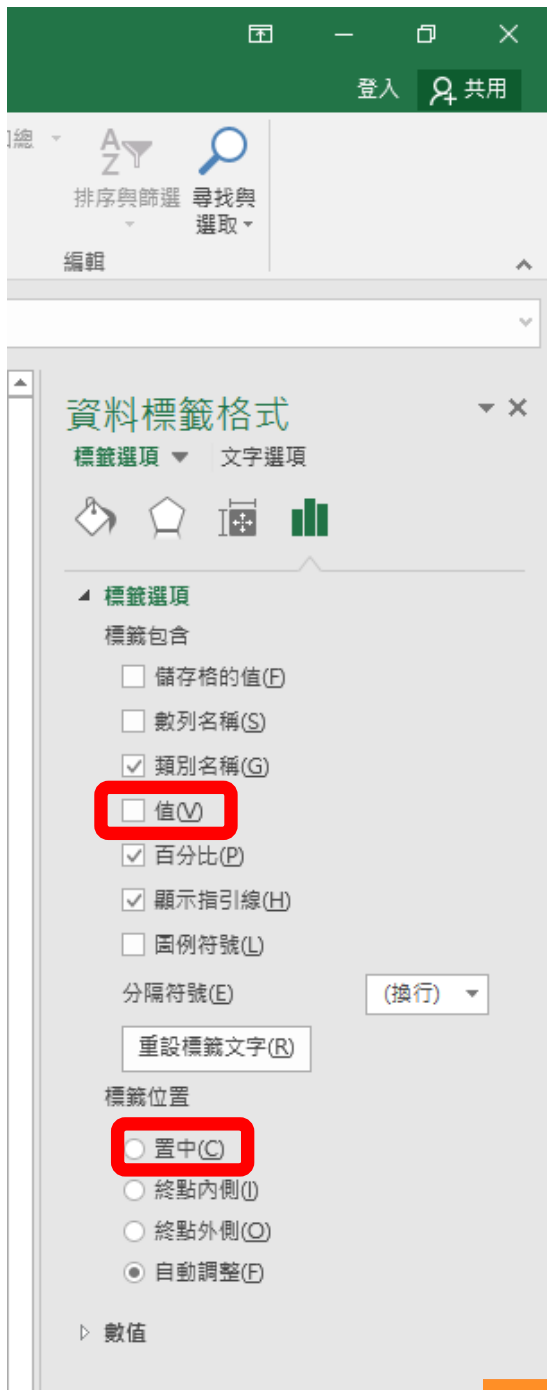 登入 共用
總
排序與篩選 尋找與
選取
編輯
資料標籤格式
標籤選項 文字選項
標籤選項
標籤包含
儲存格的值(F)
數列名稱(S)
類別名稱(G)
值(V)
百分比(P)
顯示指引線(H)
圖例符號(L)
分隔符號(E) (換行)
重設標籤文字(R)
標籤位置
置中(C)
終點內側(I)
終點外側(O)
自動調整(F)
數值